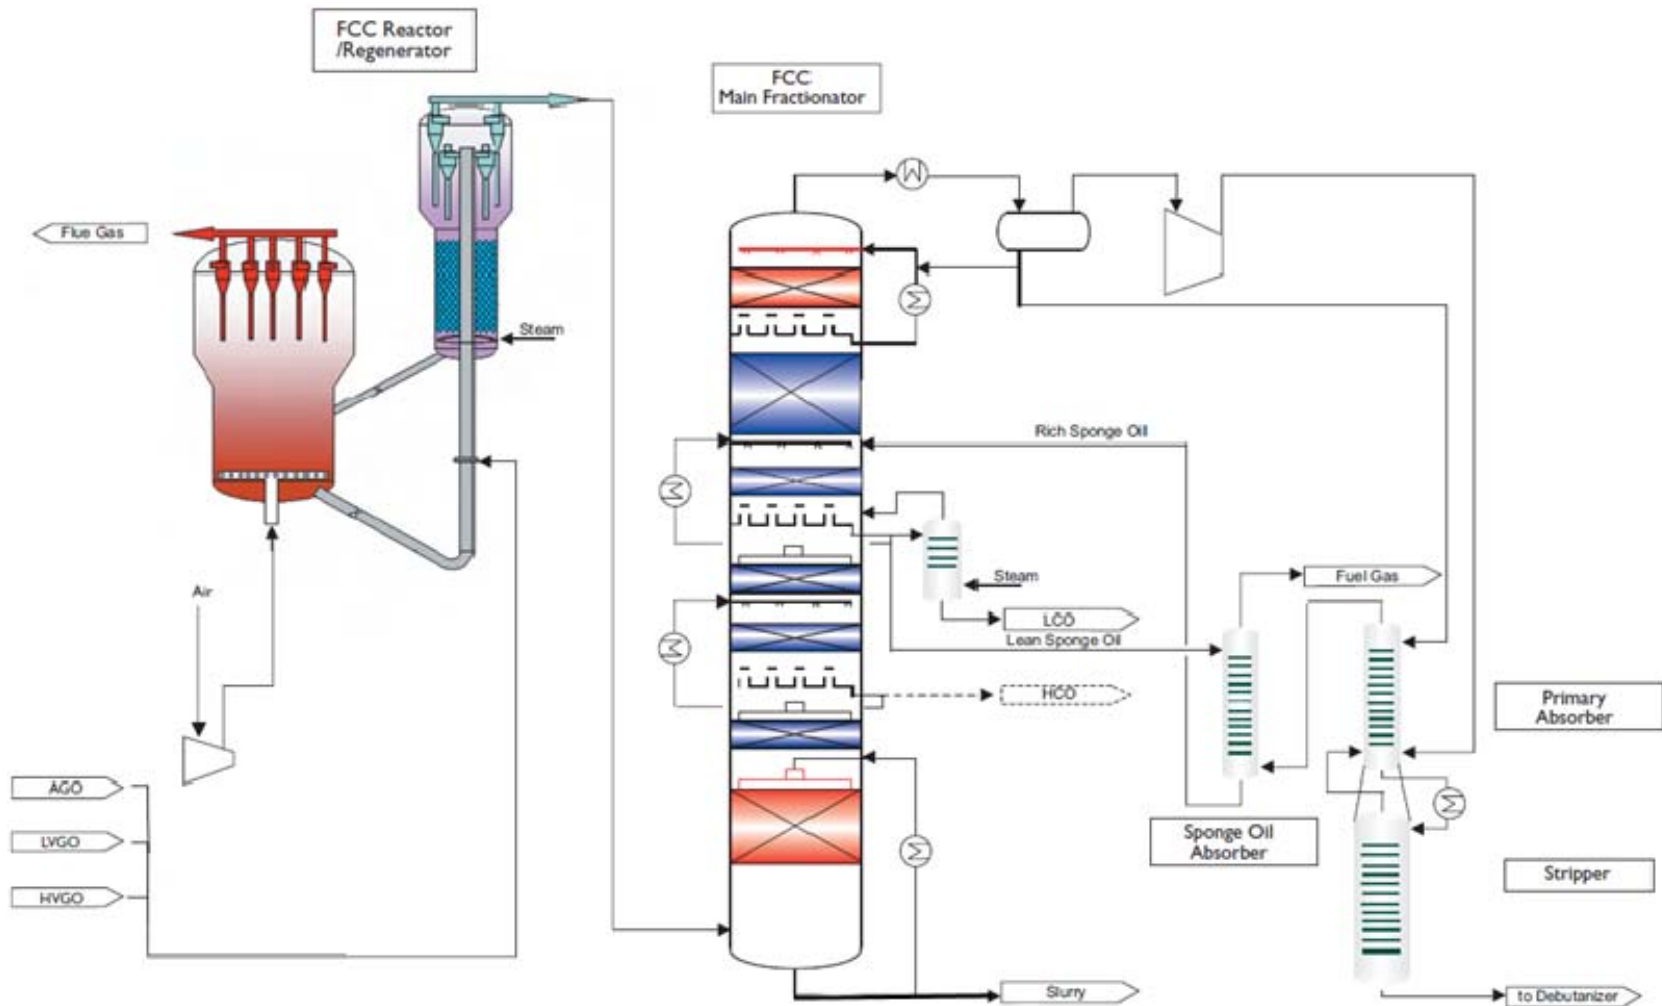 FCC Reactor
/Regenerator
FCC
Main Fractionator
Flue Gas
Steam
Rich Sponge Oil
Air
Steam
Fuel Gas
LCO
Lean Sponge Oil
HCO
Primary
Absorber
AGO
LVGO
HVGO
Sponge Oil
Absorber
Stripper
Slurry
to Debutanizer